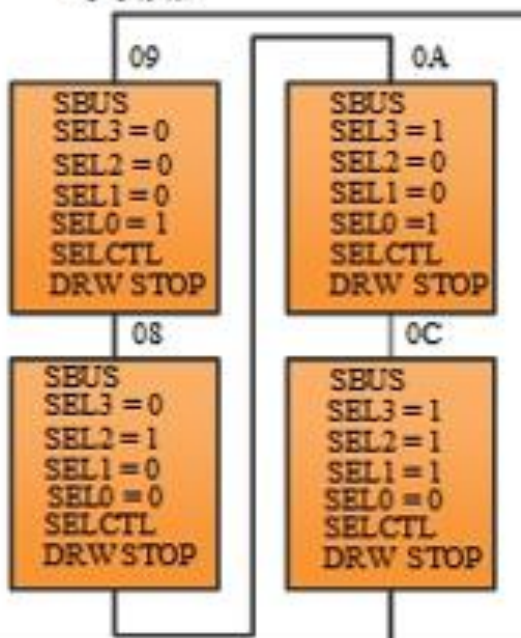 09
SBUS
SEL3 = 0
SEL2 = 0
SEL1 = 0
SEL0 = 1
SELCTL
DRW STOP
08
SBUS
SEL3 = 0
SEL2 = 1
SEL1 = 0
SEL0 = 0
SELCTL
DRW STOP
0A
SBUS
SEL3 = 1
SEL2 = 0
SEL1 = 0
SEL0 =1
SELCTL
DRW STOP
0C
SBUS
SEL3 = 1
SEL2 = 1
SEL1 = 1
SEL0 = 0
SELCTL
DRW STOP